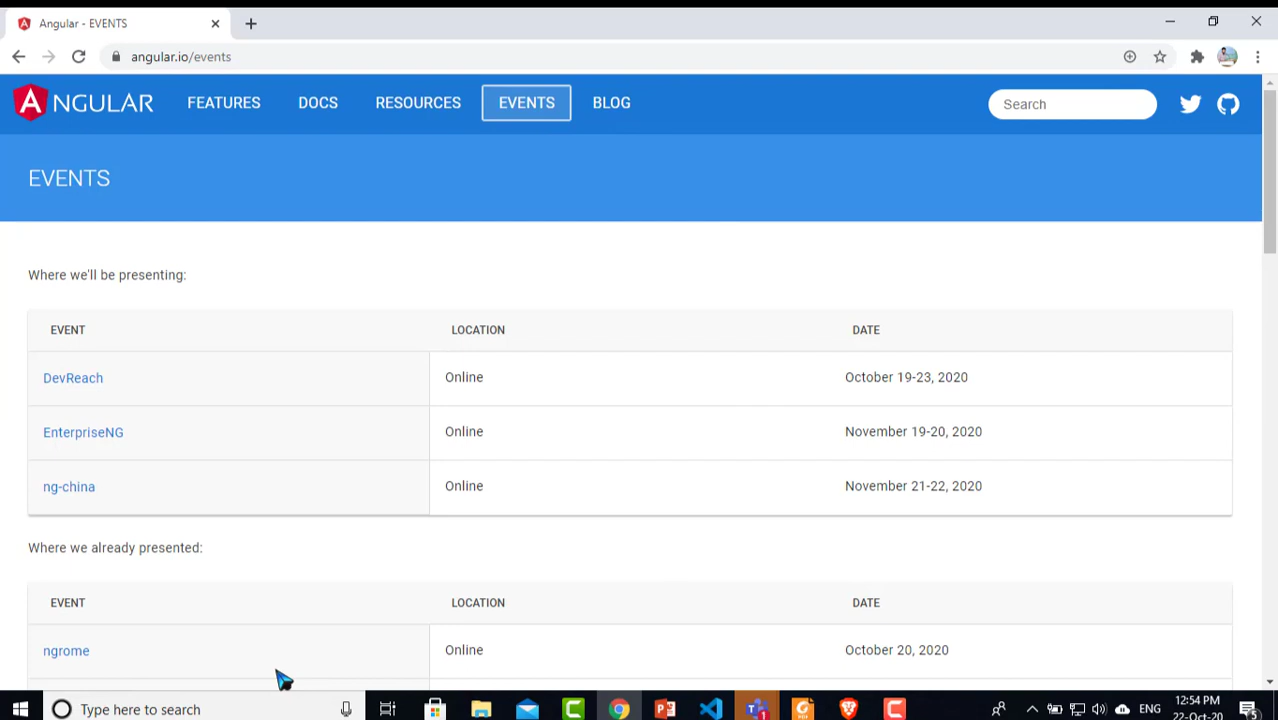 Angular - EVENTS
angular.io/events
ANGULAR FEATURES DOCS RESOURCES EVENTS BLOG Search
EVENTS
Where we'll be presenting:
EVENT LOCATION DATE
DevReach Online October 19-23, 2020
EnterpriseNG Online November 19-20, 2020
ng-china Online November 21-22, 2020
Where we already presented:
EVENT LOCATION DATE
ngrome Online October 20, 2020
12:54 PM
Type here to search ENG
22-Oct-20
1
5